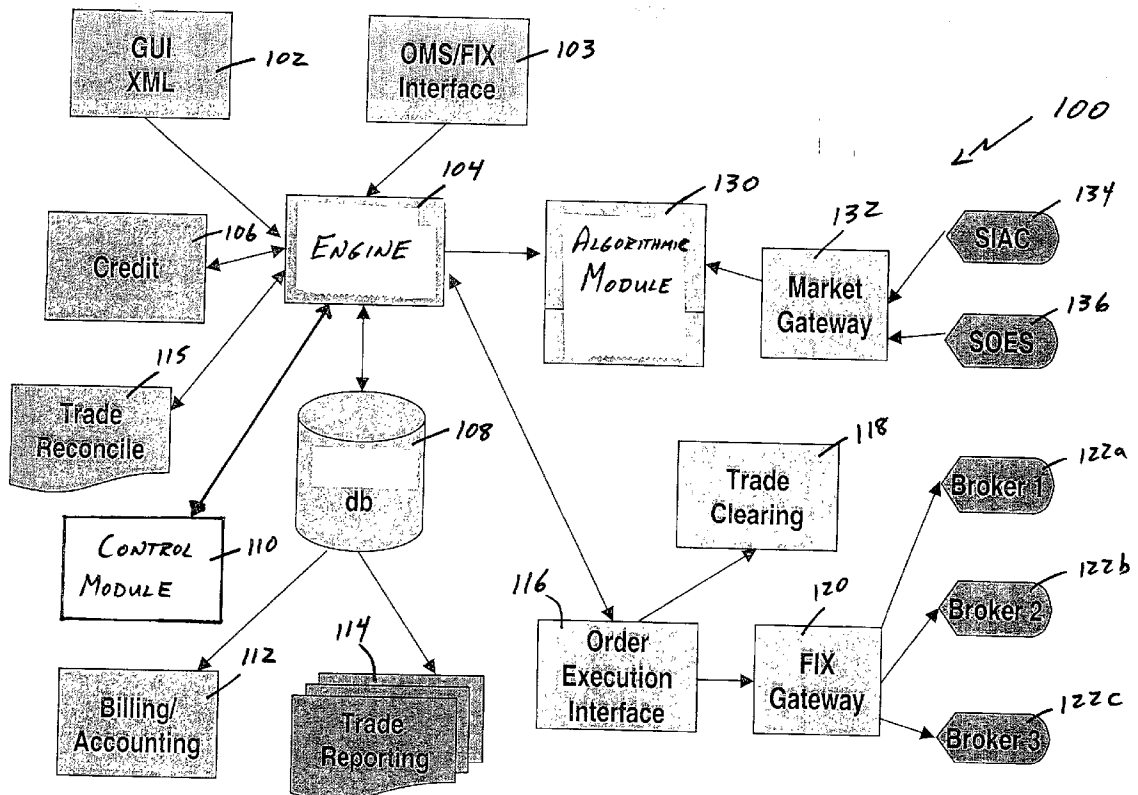 GUI
XML
102
OMS/FIX
Interface
103
100
104
ENGINE
106
Credit
130
ALGORITHMIC
MODULE
132
Market
Gateway
134
SIAC
136
SOES
115
Trade
Reconcile
108
db
118
Trade
Clearing
122a
Broker 1
CONTROL
MODULE
110
116
Order
Execution
Interface
120
FIX
Gateway
122b
Broker 2
112
Billing/
Accounting
114
Trade
Reporting
122c
Broker 3